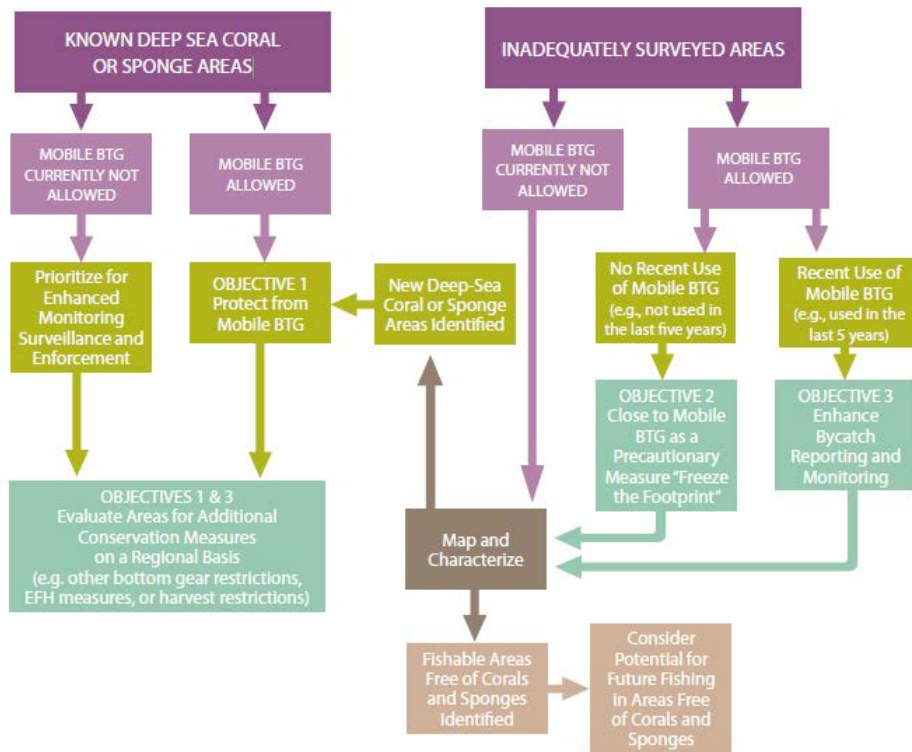 KNOWN DEEP SEA CORAL
OR SPONGE AREAS
INADEQUATELY SURVEYED AREAS
MOBILE BTG
CURRENTLY NOT
ALLOWED
MOBILE BTG
ALLOWED
MOBILE BTG
CURRENTLY NOT
ALLOWED
MOBILE BTG
ALLOWED
Prioritize for
Enhanced
Monitoring
Surveillance and
Enforcement
OBJECTIVE 1
Protect from
Mobile BTG
New Deep-Sea
Coral or Sponge
Areas Identified
No Recent Use
of Mobile BTG
(e.g., not used in
the last five years)
Recent Use of
Mobile BTG
(e.g., used in the
last 5 years)
OBJECTIVE 2
Close to Mobile
BTG as a
Precautionary
Measure “Freeze
the Footprint”
OBJECTIVE 3
Enhance
Bycatch
Reporting and
Monitoring
OBJECTIVES 1 & 3
Evaluate Areas for Additional
Conservation Measures
on a Regional Basis
(e.g. other bottom gear restrictions,
EFH measures, or harvest restrictions)
Map and
Characterize
Fishable Areas
Free of Corals
and Sponges
Identified
Consider
Potential for
Future Fishing
in Areas Free
of Corals and
Sponges